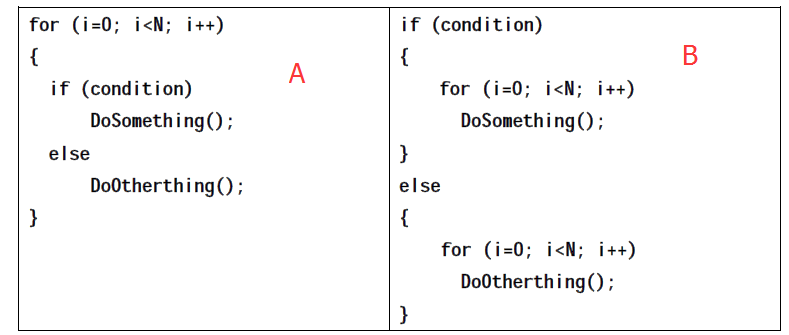 for (i=0; i<N; i++)
{
if (condition)
DoSomething();
else
DoOtherthing();
}
A
if (condition)
{
for (i=0; i<N; i++)
DoSomething();
}
else
{
for (i=0; i<N; i++)
DoOtherthing();
}
B